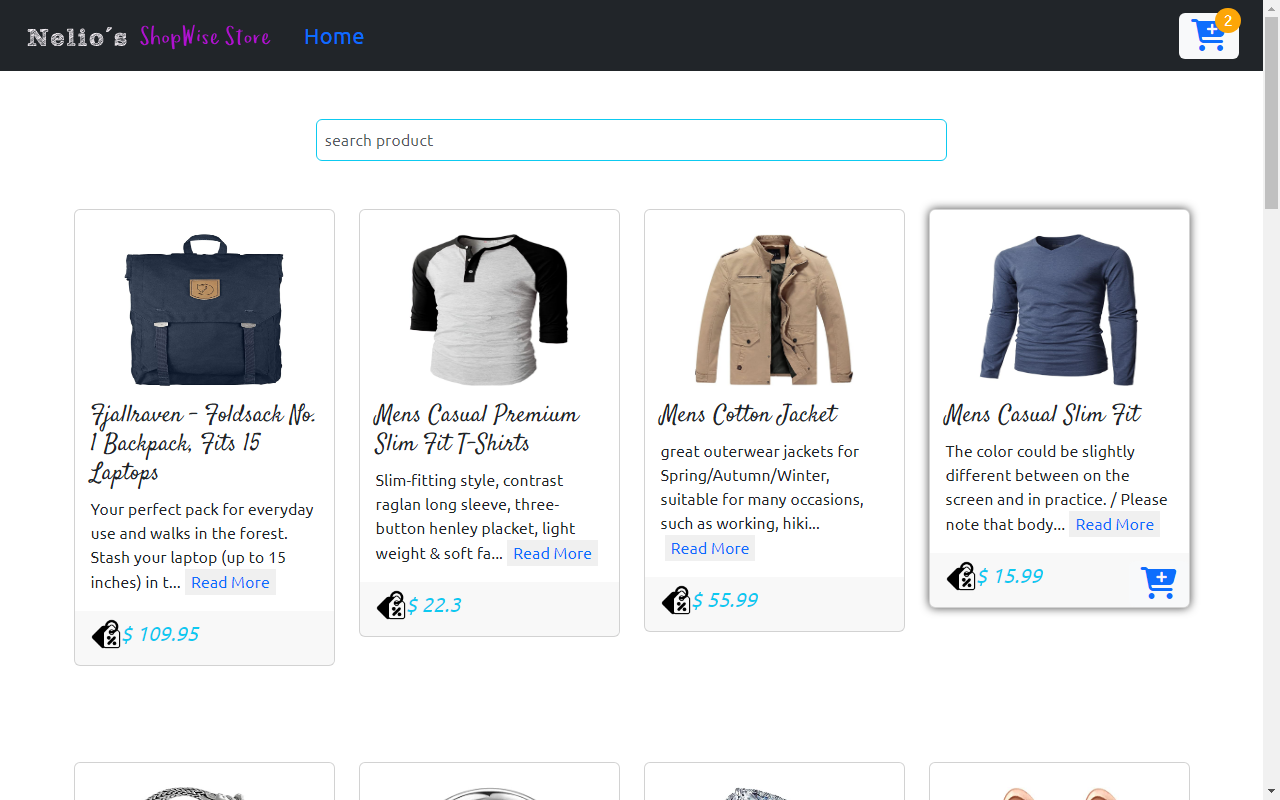 Nelio´s ShopWise Store Home 2
search product
Fjallraven - Foldsack No.
1 Backpack, Fits 15
Laptops
Your perfect pack for everyday
use and walks in the forest.
Stash your laptop (up to 15
inches) in t... Read More
$ 109.95
Mens Casual Premium
Slim Fit T-Shirts
Slim-fitting style, contrast
raglan long sleeve, three-
button henley placket, light
weight & soft fa... Read More
$ 22.3
Mens Cotton Jacket
great outerwear jackets for
Spring/Autumn/Winter,
suitable for many occasions,
such as working, hiki...
Read More
$ 55.99
Mens Casual Slim Fit
The color could be slightly
different between on the
screen and in practice. / Please
note that body... Read More
$ 15.99